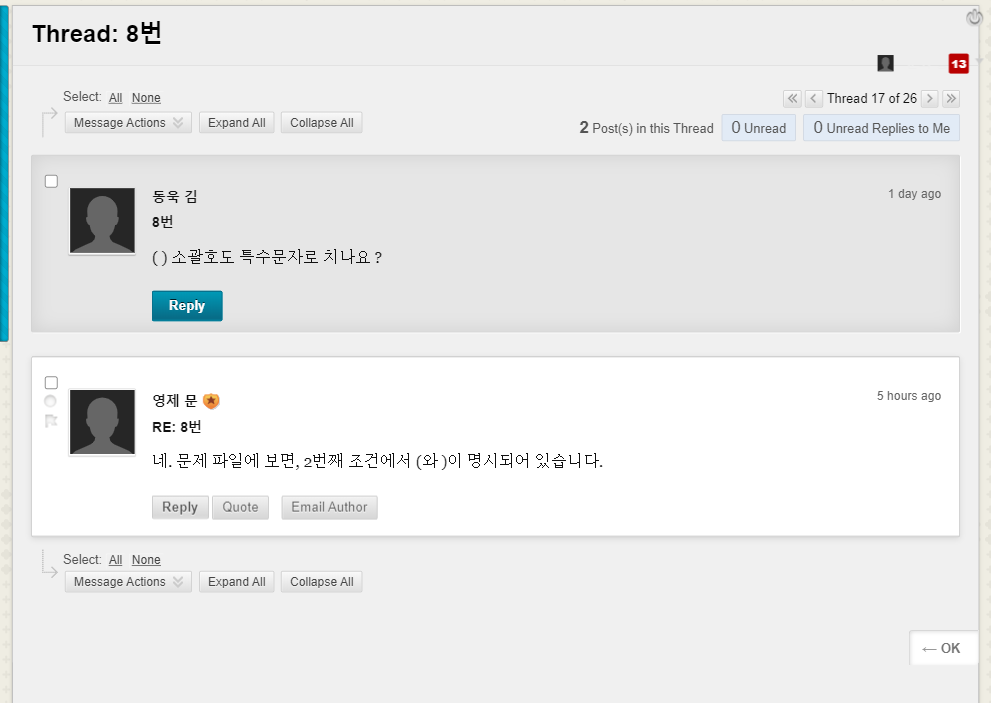 Thread: 8번
13
Select: All None
Message Actions Expand All Collapse All
Thread 17 of 26
2 Post(s) in this Thread 0 Unread 0 Unread Replies to Me
동욱 김
1 day ago
8번
( ) 소괄호도 특수문자로 치나요 ?
Reply
영제 문
5 hours ago
RE: 8번
네. 문제 파일에 보면, 2번째 조건에서 (와 )이 명시되어 있습니다.
Reply Quote Email Author
Select: All None
Message Actions Expand All Collapse All
← OK